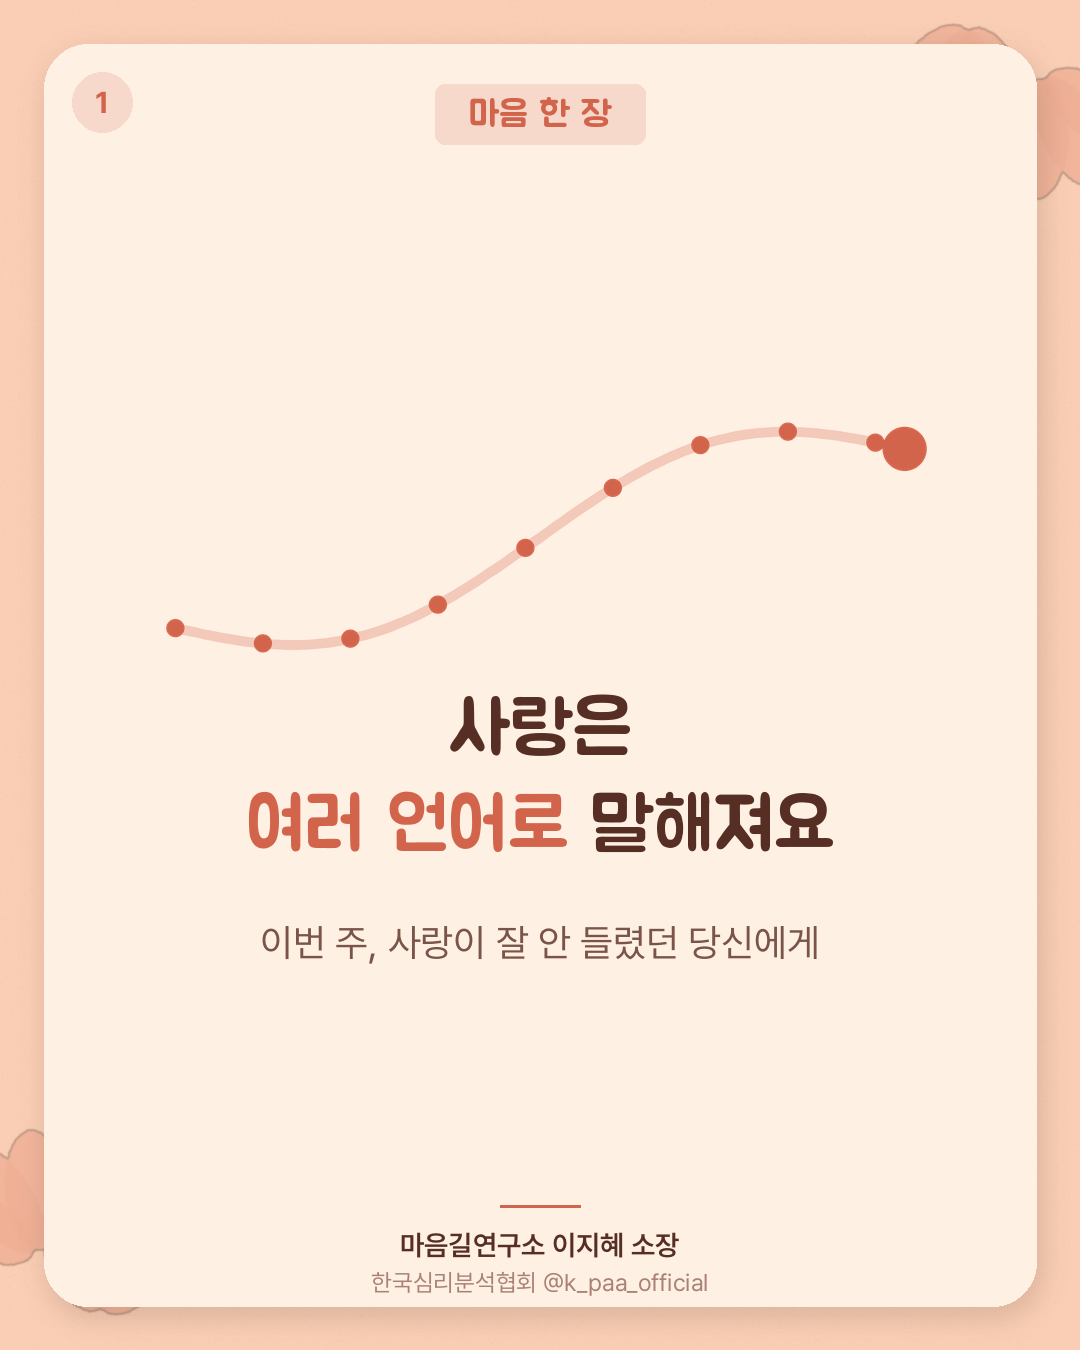 1
마음 한 장
사랑은
여러 언어로 말해져요
이번 주, 사랑이 잘 안 들렸던 당신에게
마음길연구소 이지혜 소장
한국심리분석협회 @k_paa_official